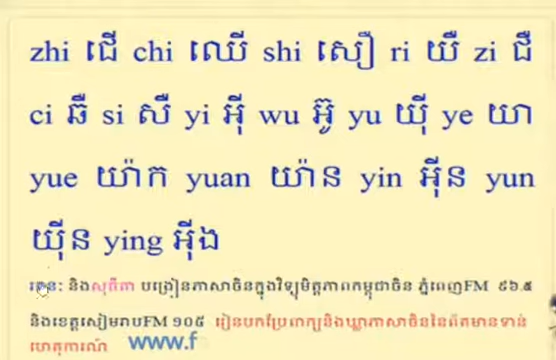 zhi ជើ chi ឈើ shi សឿ ri យឺ zi ជឺ
ci ឆឺ si សឺ yi អ៊ី wu អ៊ូ yu យ៉ី ye យា
yue យ៉ាក yuan យ៉ាន yin អ៊ីន yun
យ៉ីន ying អ៊ីង
រតនៈ និងសុចីតា បង្រៀនភាសាចិនក្នុងវិទ្យុមិត្តភាពកម្ពុជាចិន ភ្នំពេញFM ៩៦.៥
និងខេត្តសៀមរាបFM ១០៥ រៀនបកប្រែពាក្យនិងឃ្លាភាសាចិននៃព័តមានទាន់
ហេតុការណ៍ www.f